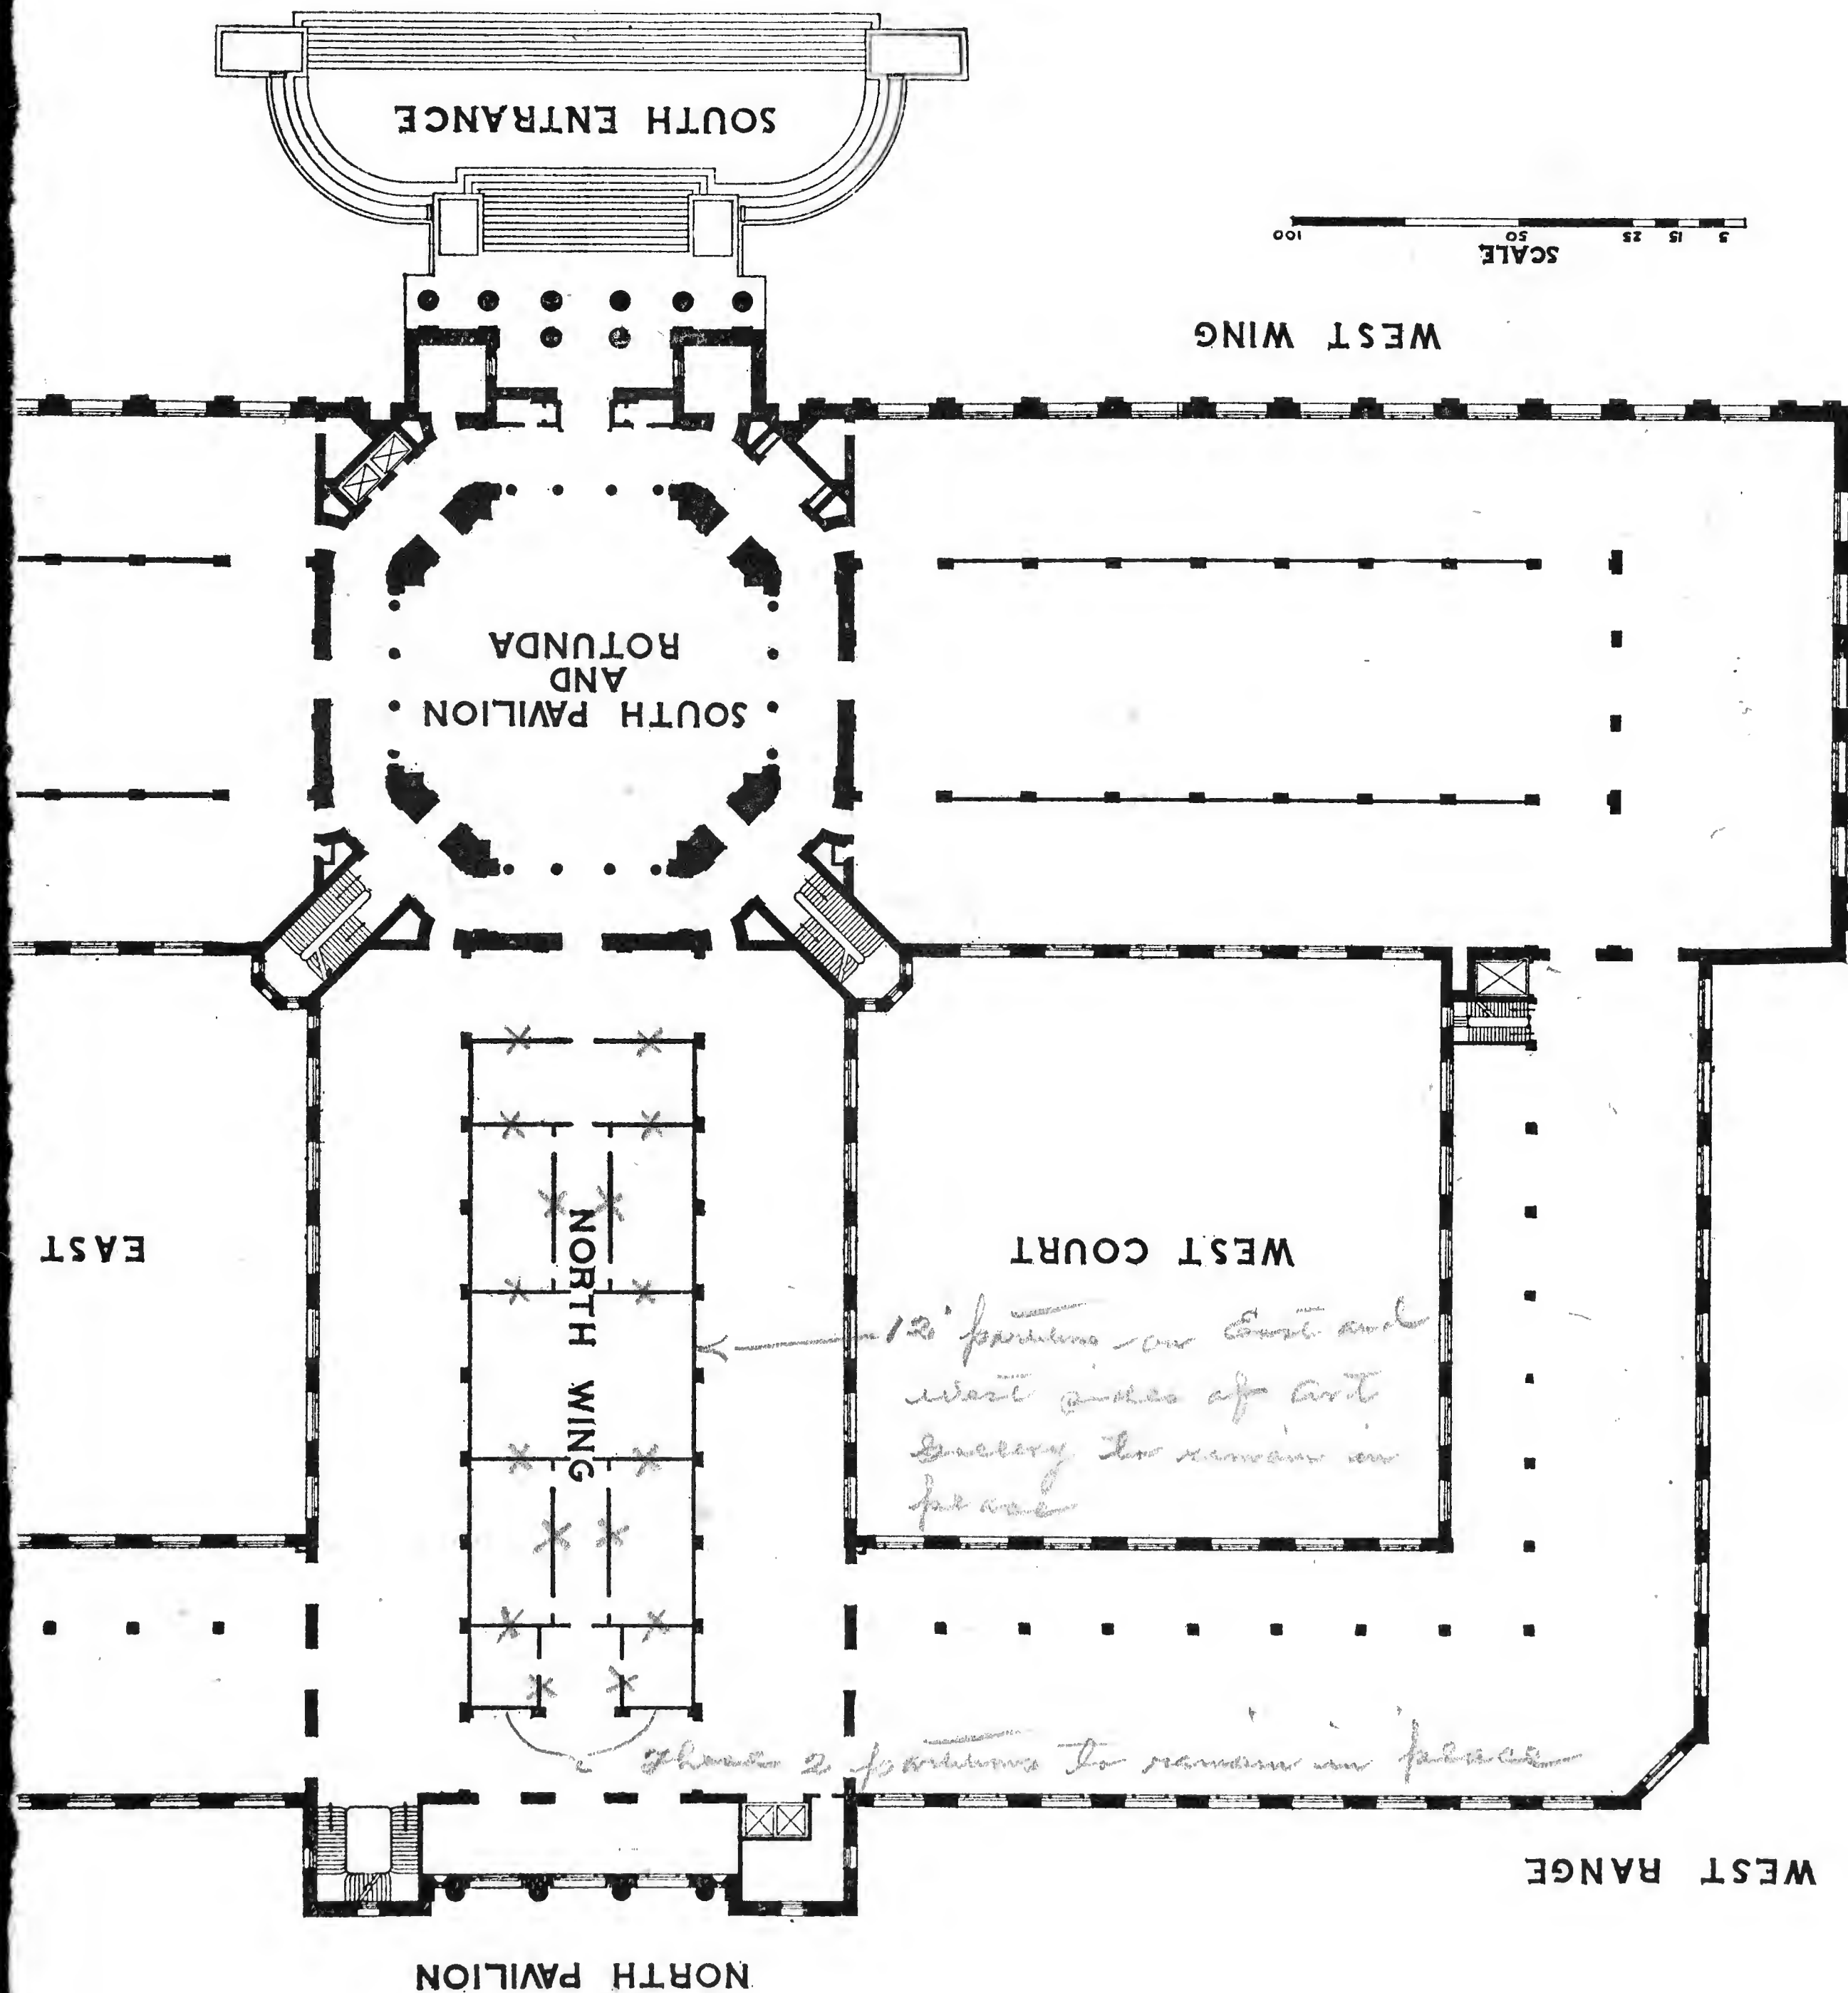 SOUTH ENTRANCE
100 50 25 15 5
SCALE
WEST WING
SOUTH PAVILION
AND
ROTUNDA
NORTH WING
EAST
WEST COURT
12' partitions on East and
west sides of Art
Gallery to remain in
place
These 2 partitions to remain in place
WEST RANGE
NORTH PAVILION